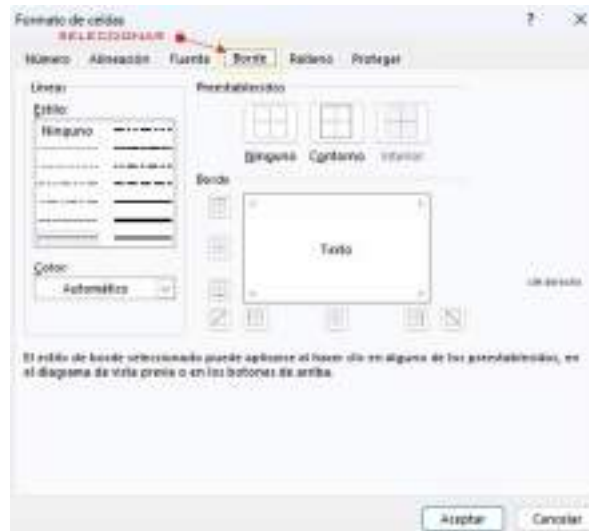 Formato de celdas ? ×
SELECCIONAR
Número Alineación Fuente Borde Relleno Proteger
Línea: Preestablecidos
Estilo:
Ninguno
Ninguno Contorno Interior
Borde
Texto
Color:
Automático
El estilo de borde seleccionado puede aplicarse al hacer clic en alguno de los preestablecidos, en
el diagrama de vista previa o en los botones de arriba.
Aceptar Cancelar